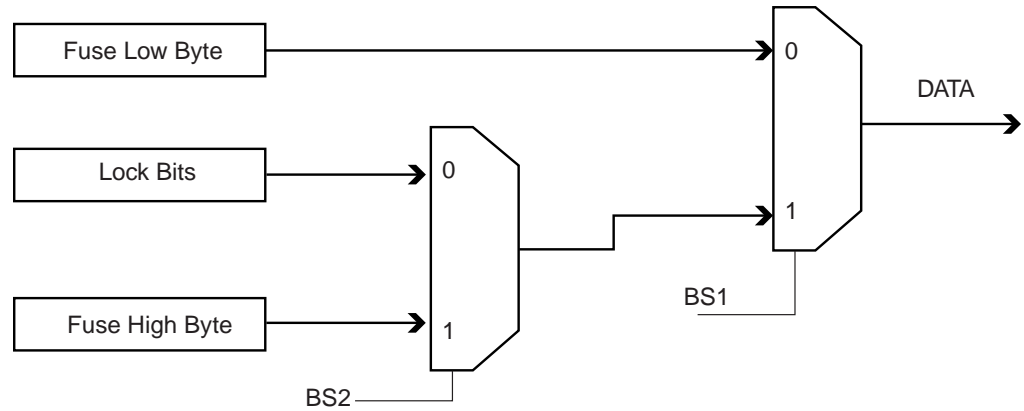 Fuse Low Byte
0
DATA
Lock Bits
0
1
BS1
Fuse High Byte
1
BS2